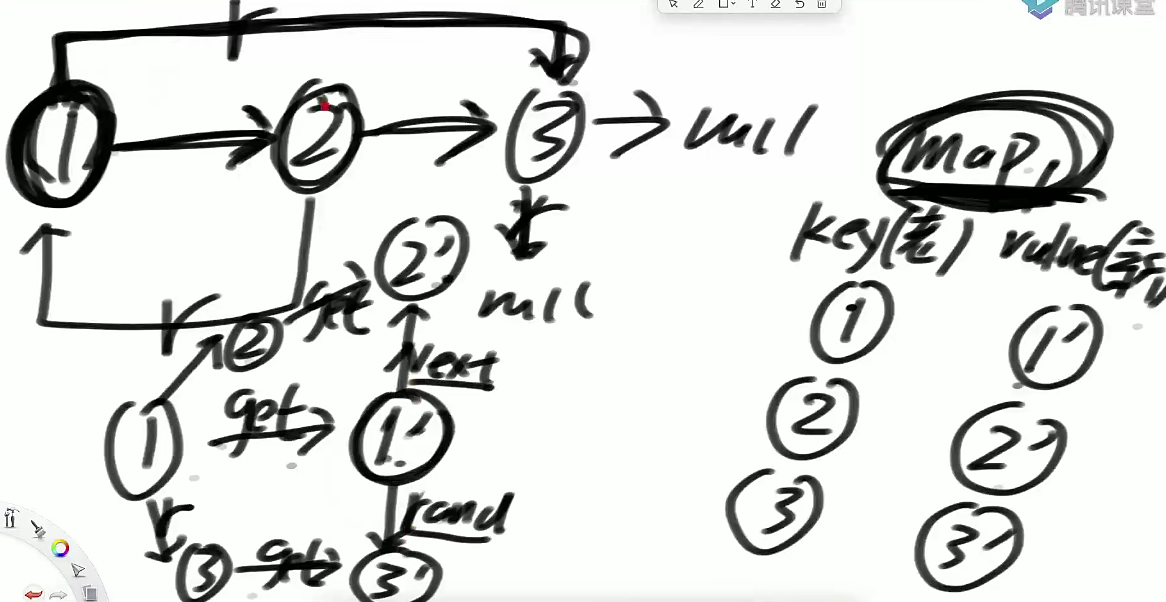 腾讯课堂
r
1 2 3 null
map
key(老) value(
r
2' null
r 2 get
next
1 2 3
1' 2' 3'
1 get 1'
r rand
3 get 3'